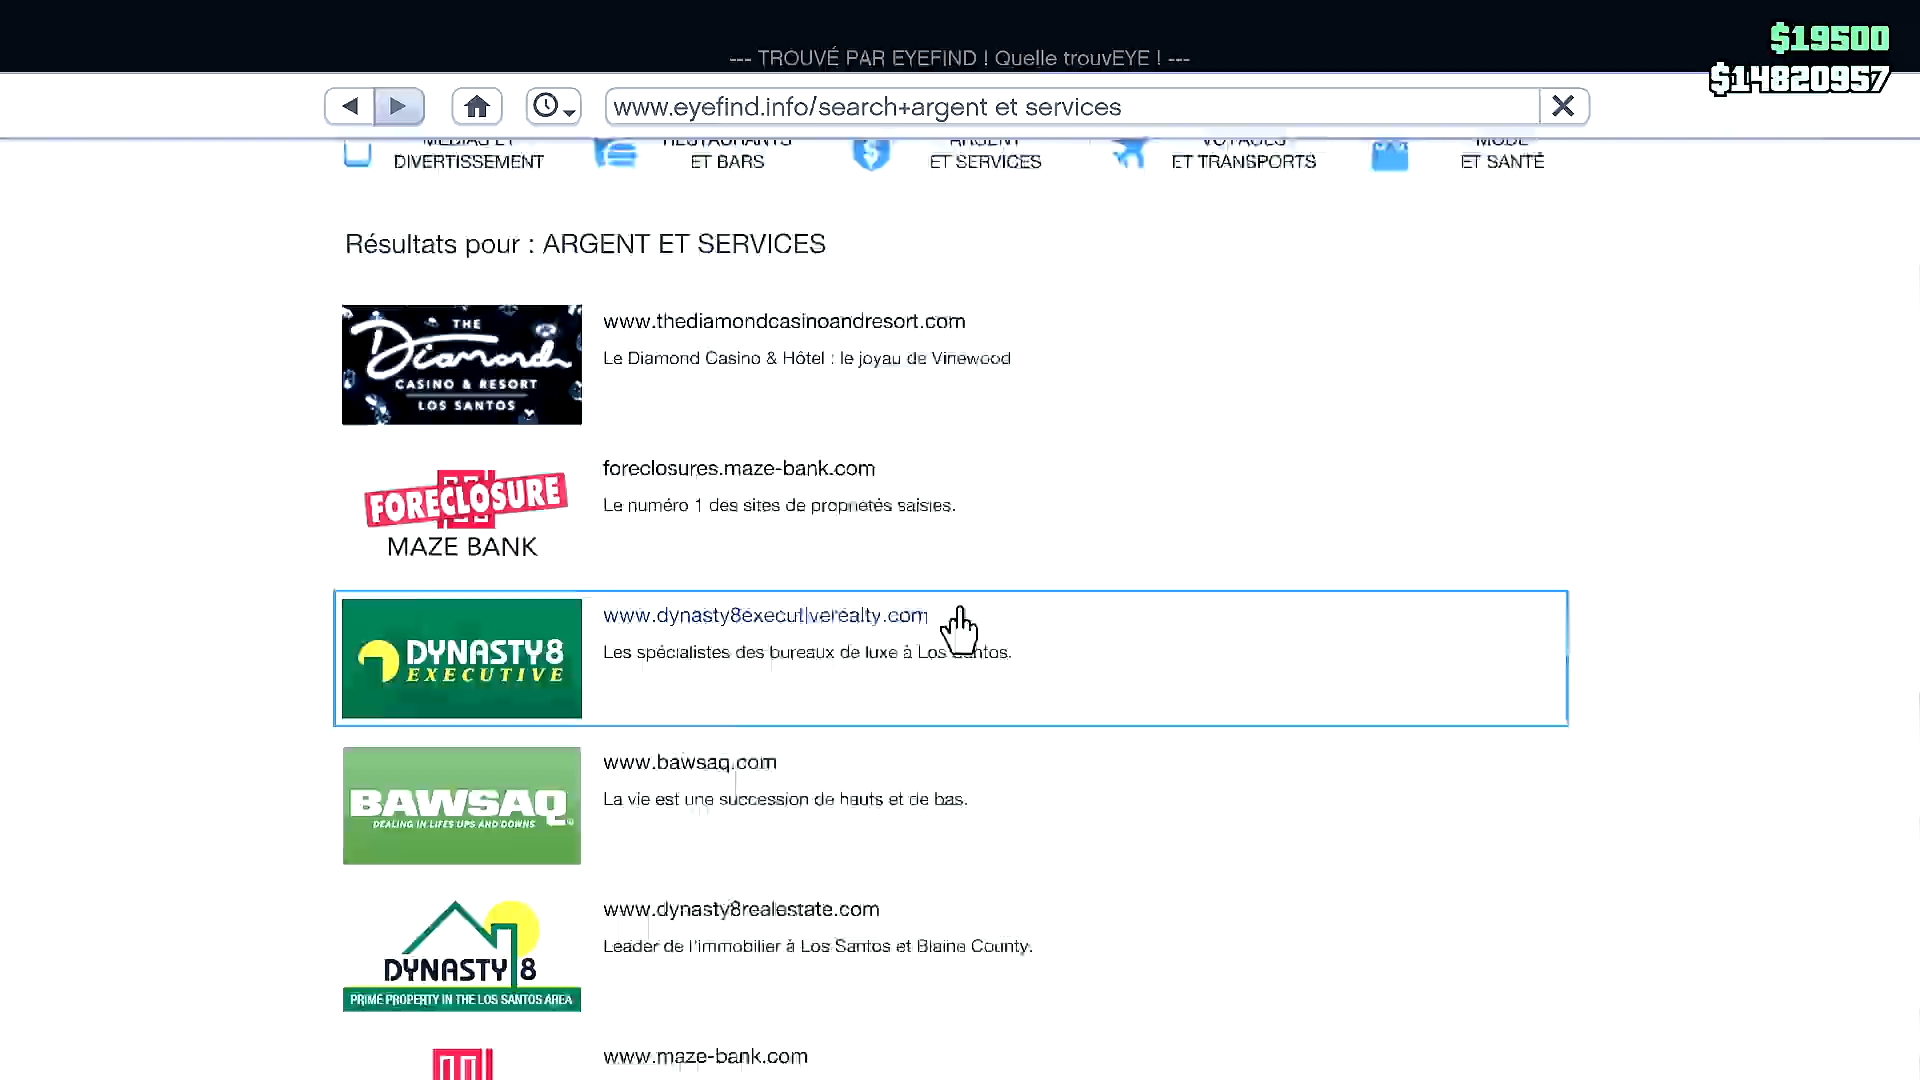 $19500
--- TROUVÉ PAR EYEFIND ! Quelle trouvEYE ! ---
$14820957
www.eyefind.info/search+argent et services
MÉDIAS ET
DIVERTISSEMENT
RESTAURANTS
ET BARS
ARGENT
ET SERVICES
VOYAGES
ET TRANSPORTS
MODE
ET SANTÉ
Résultats pour : ARGENT ET SERVICES
THE
Diamond
CASINO & RESORT
LOS SANTOS
www.thediamondcasinoandresort.com
Le Diamond Casino & Hôtel : le joyau de Vinewood
FORECLOSURE
MAZE BANK
foreclosures.maze-bank.com
Le numéro 1 des sites de propriétés saisies.
DYNASTY8
EXECUTIVE
www.dynasty8executiverealty.com
Les spécialistes des bureaux de luxe à Los Santos.
BAWSAQ
DEALING IN LIFE'S UPS AND DOWNS
www.bawsaq.com
La vie est une succession de hauts et de bas.
DYNASTY 8
PRIME PROPERTY IN THE LOS SANTOS AREA
www.dynasty8realestate.com
Leader de l'immobilier à Los Santos et Blaine County.
www.maze-bank.com